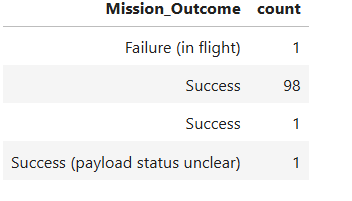 Mission_Outcome count
Failure (in flight) 1
Success 98
Success 1
Success (payload status unclear) 1